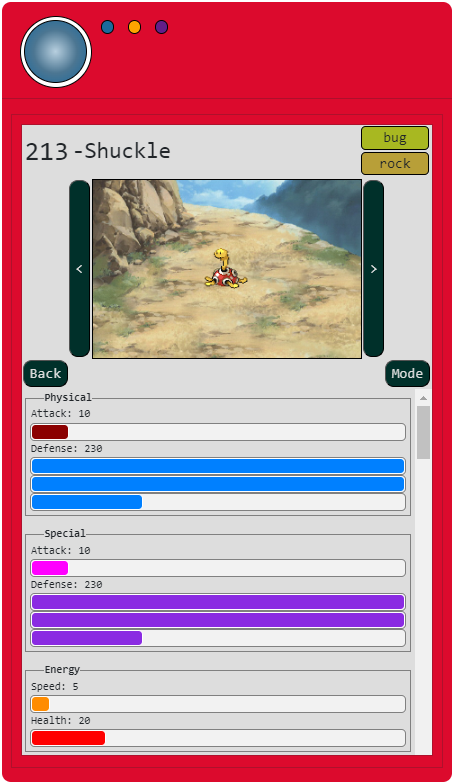 213 -Shuckle
bug
rock
<
>
Back
Mode
Physical
Attack: 10
Defense: 230
Special
Attack: 10
Defense: 230
Energy
Speed: 5
Health: 20